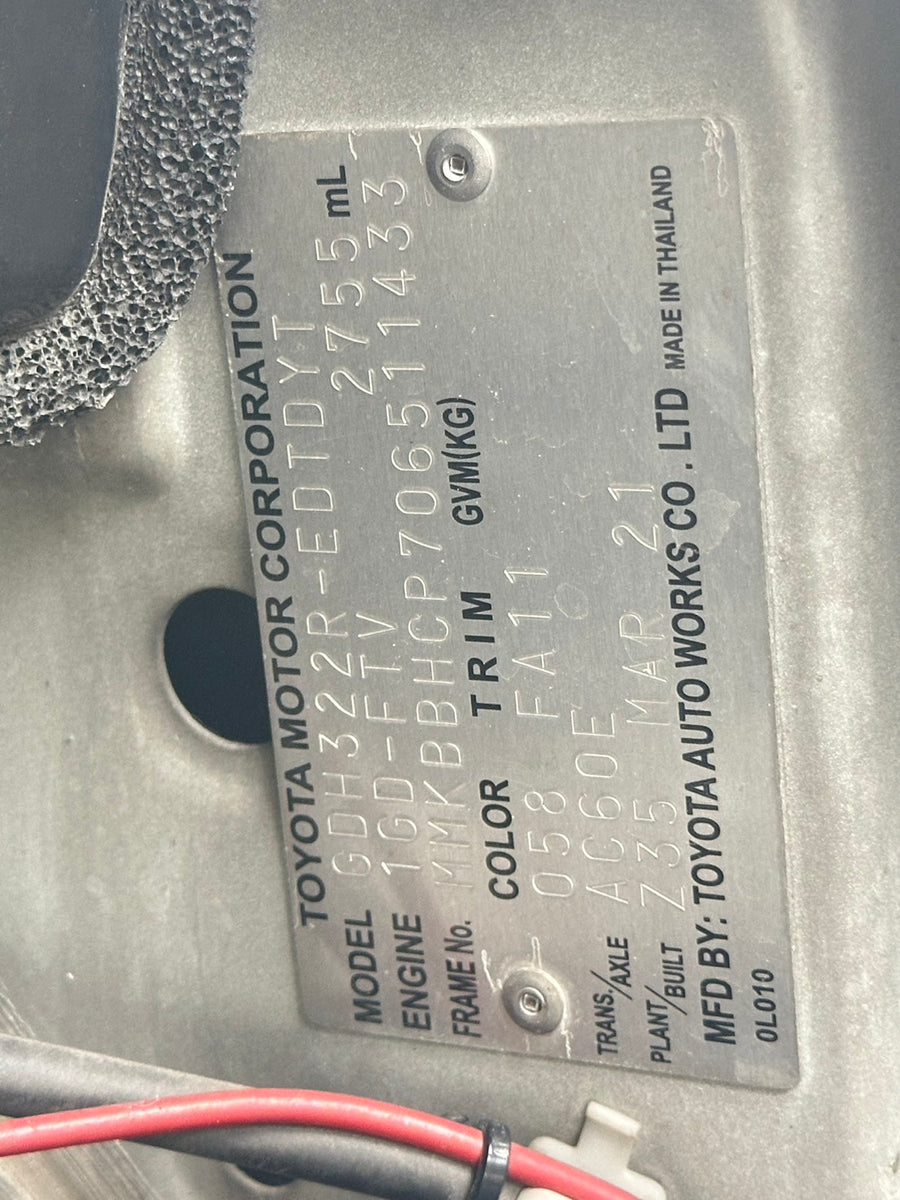 TOYOTA MOTOR CORPORATION
MODEL GDH322R-EDTDYT
ENGINE 1GD-FTV 2755 mL
FRAME No. MMKBBHCP706511433
COLOR TRIM GVM(KG)
058 FA11
TRANS./AXLE AC60E
PLANT/BUILT Z35 MAR 21
MFD BY: TOYOTA AUTO WORKS CO . LTD MADE IN THAILAND
0L010